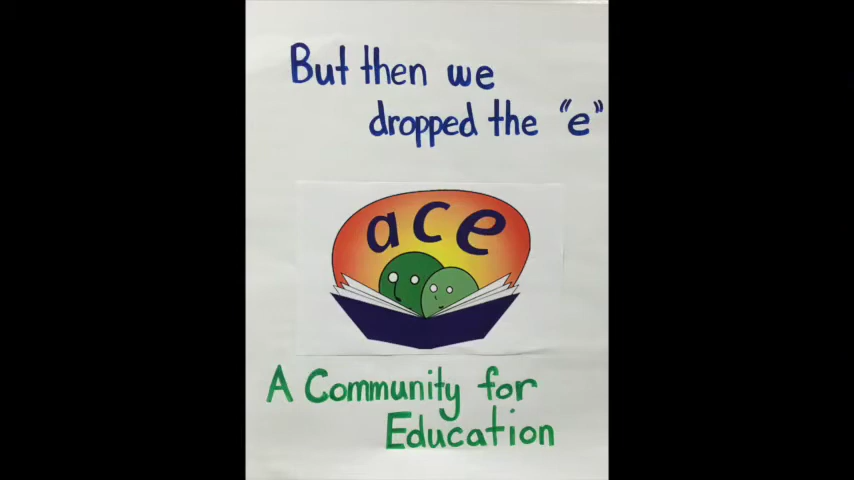 But then we
dropped the "e"
ace
A Community for
Education